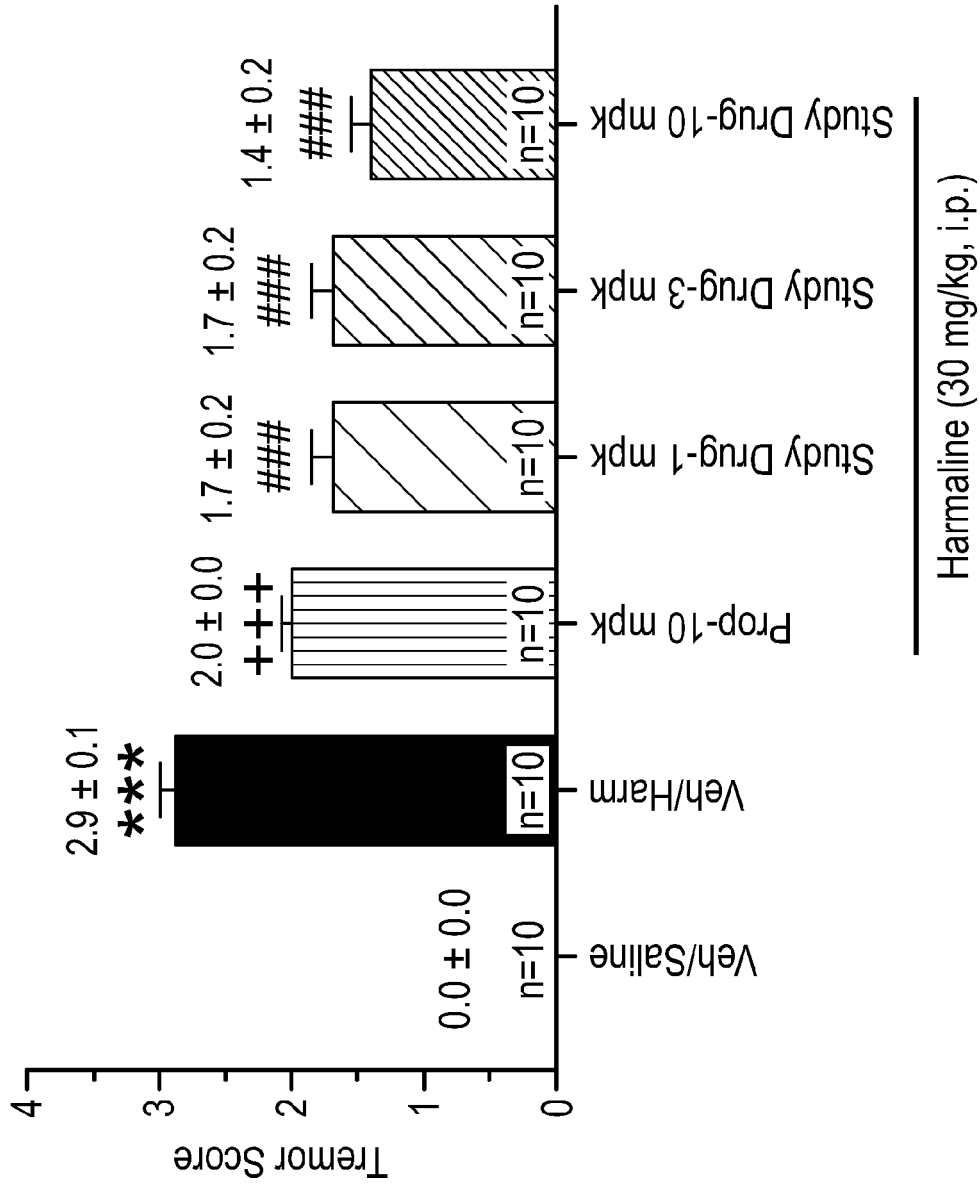 Tremor Score
4
3
2
1
0
0.0 ± 0.0
n=10
Veh/Saline
2.9 ± 0.1
***
n=10
Veh/Harm
2.0 ± 0.0
+++
n=10
Prop-10 mpk
1.7 ± 0.2
###
n=10
Study Drug-1 mpk
1.7 ± 0.2
###
n=10
Study Drug-3 mpk
1.4 ± 0.2
###
n=10
Study Drug-10 mpk
Harmaline (30 mg/kg, i.p.)